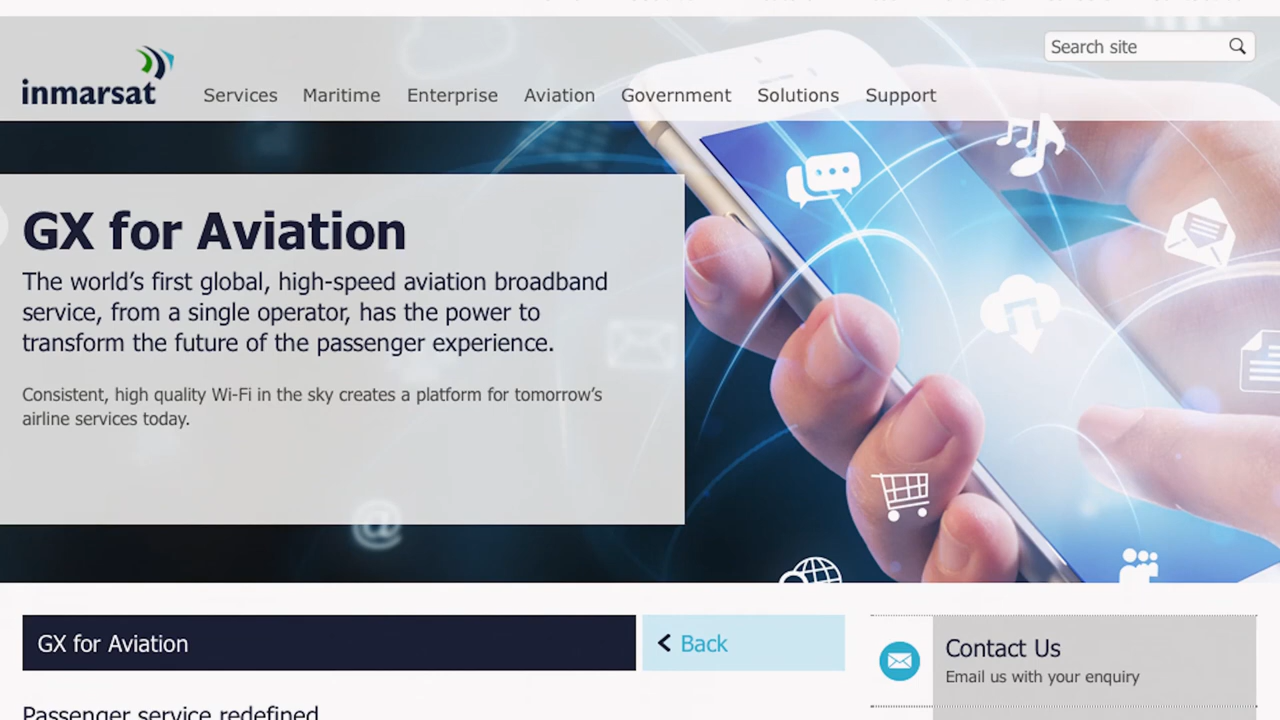 Search site
inmarsat
Services Maritime Enterprise Aviation Government Solutions Support
GX for Aviation
The world’s first global, high-speed aviation broadband
service, from a single operator, has the power to
transform the future of the passenger experience.
Consistent, high quality Wi-Fi in the sky creates a platform for tomorrow’s
airline services today.
@
GX for Aviation
Back
Contact Us
Email us with your enquiry
Passenger service redefined